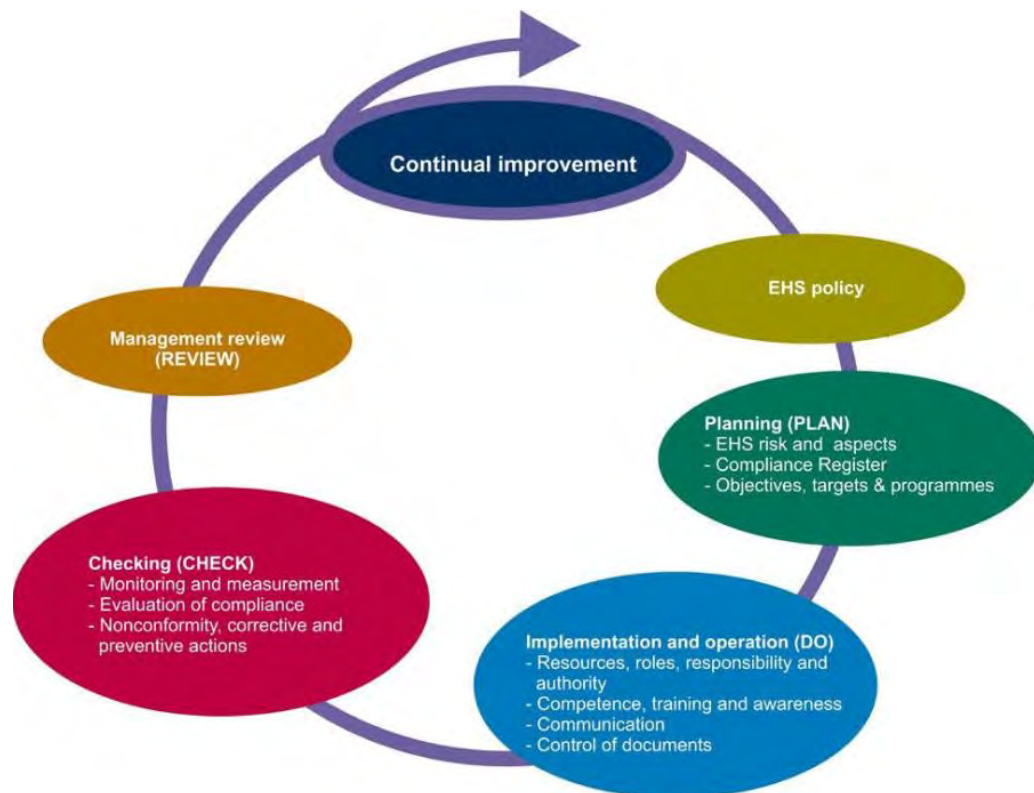 Continual improvement
EHS policy
Planning (PLAN)
- EHS risk and aspects
- Compliance Register
- Objectives, targets & programmes
Implementation and operation (DO)
- Resources, roles, responsibility and
authority
- Competence, training and awareness
- Communication
- Control of documents
Checking (CHECK)
- Monitoring and measurement
- Evaluation of compliance
- Nonconformity, corrective and
preventive actions
Management review
(REVIEW)